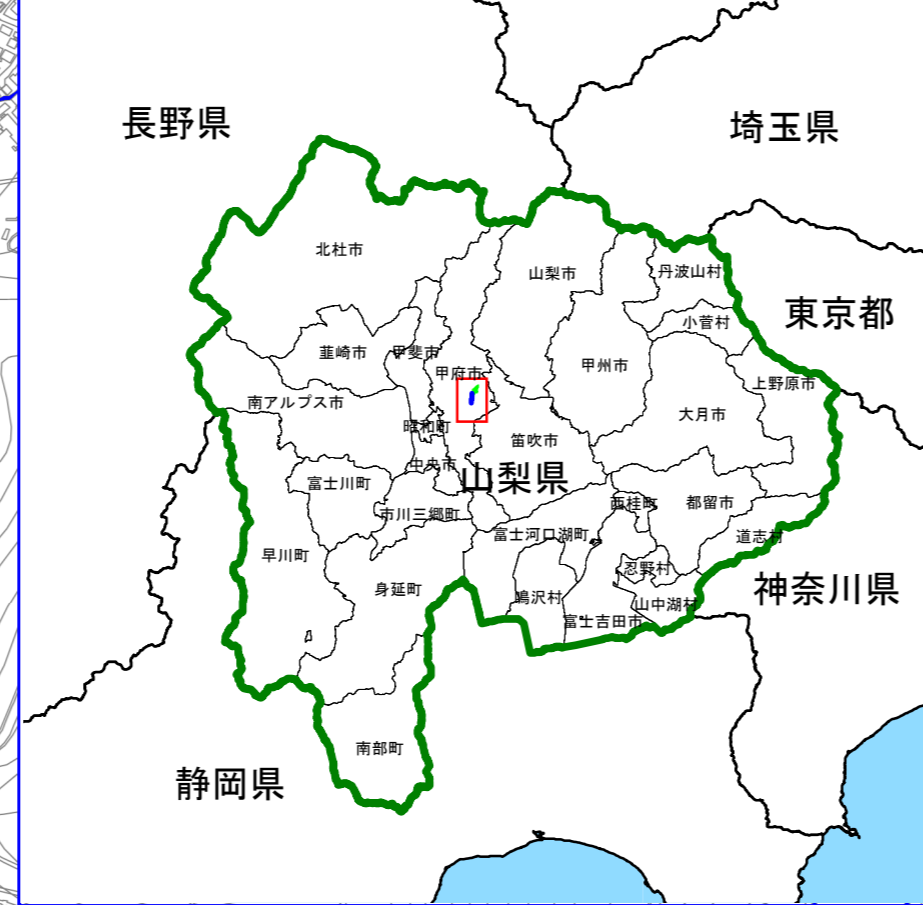 長野県
埼玉県
北杜市
山梨市
丹波山村
東京都
小菅村
韮崎市
甲斐市
甲州市
甲府市
上野原市
南アルプス市
大月市
昭和町
笛吹市
中央市
山梨県
富士川町
西桂町
都留市
市川三郷町
富士河口湖町
道志村
早川町
忍野村
身延町
神奈川県
鳴沢村
山中湖村
富士吉田市
南部町
静岡県